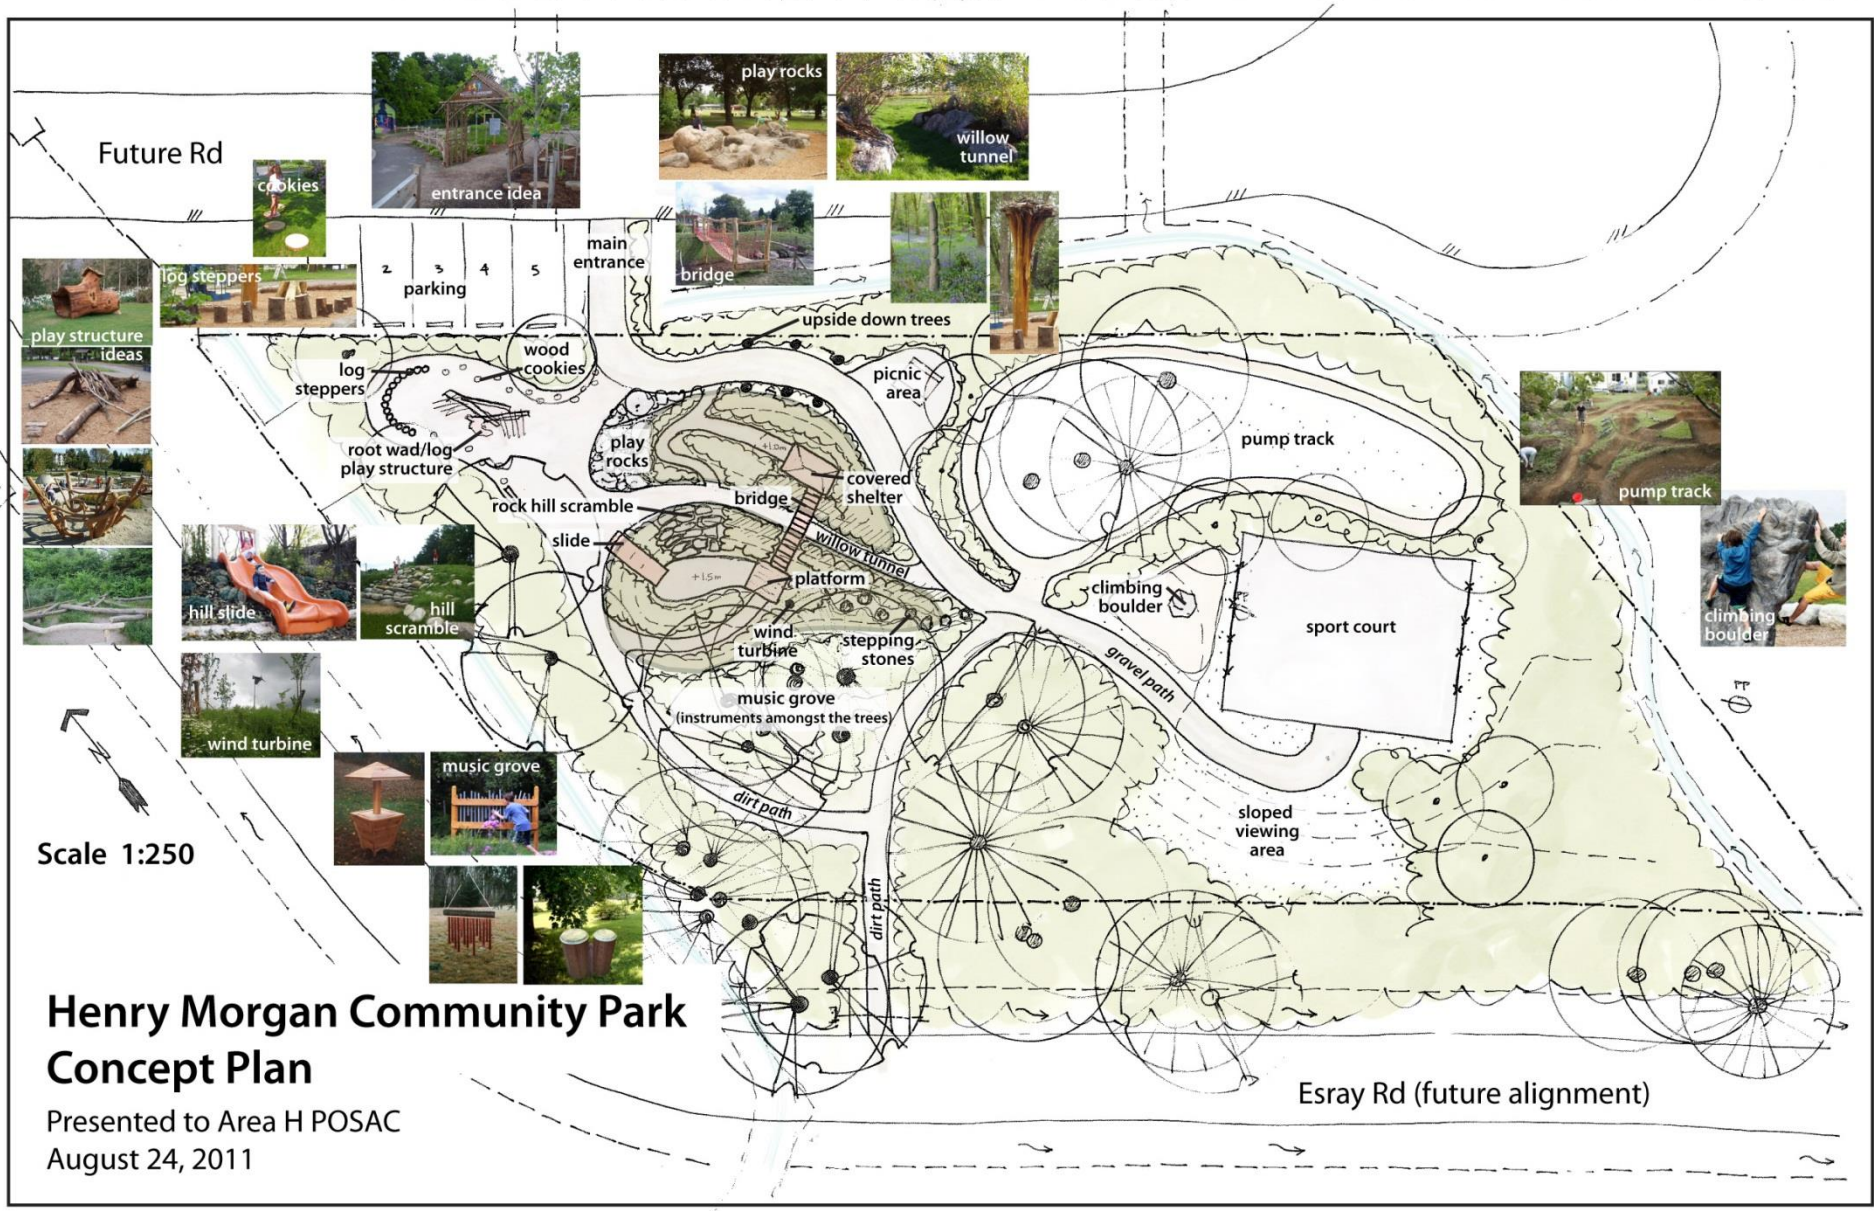 Future Rd
cookies
entrance idea
play rocks
willow
tunnel
bridge
main
entrance
2 3 4 5
parking
log steppers
play structure
ideas
upside down trees
wood
cookies
log
steppers
picnic
area
root wad/log
play structure
play
rocks
covered
shelter
bridge
pump track
pump track
rock hill scramble
slide
willow tunnel
+1.0m
+1.5m
platform
climbing
boulder
sport court
climbing
boulder
hill slide
hill
scramble
wind
turbine
stepping
stones
gravel path
music grove
(instruments amongst the trees)
PP
wind turbine
music grove
dirt path
sloped
viewing
area
N
Scale 1:250
dirt path
Henry Morgan Community Park
Concept Plan
Presented to Area H POSAC
August 24, 2011
Esray Rd (future alignment)